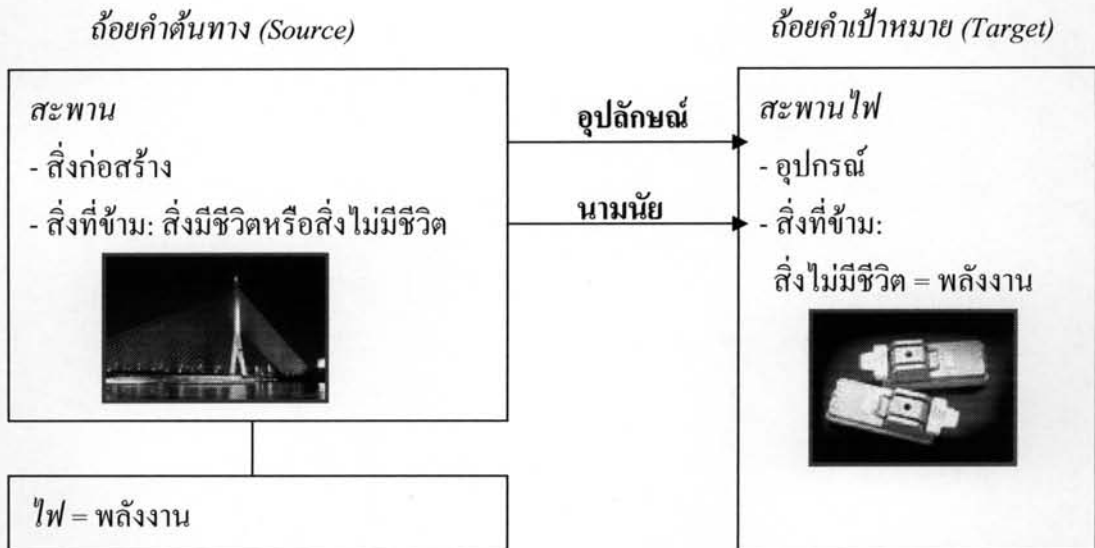 ถ้อยคำต้นทาง (Source)
ถ้อยคำเป้าหมาย (Target)
สะพาน
- สิ่งก่อสร้าง
- สิ่งที่ข้าม: สิ่งมีชีวิตหรือสิ่งไม่มีชีวิต
อุปลักษณ์
นามนัย
สะพานไฟ
- อุปกรณ์
- สิ่งที่ข้าม:
สิ่งไม่มีชีวิต = พลังงาน
ไฟ = พลังงาน